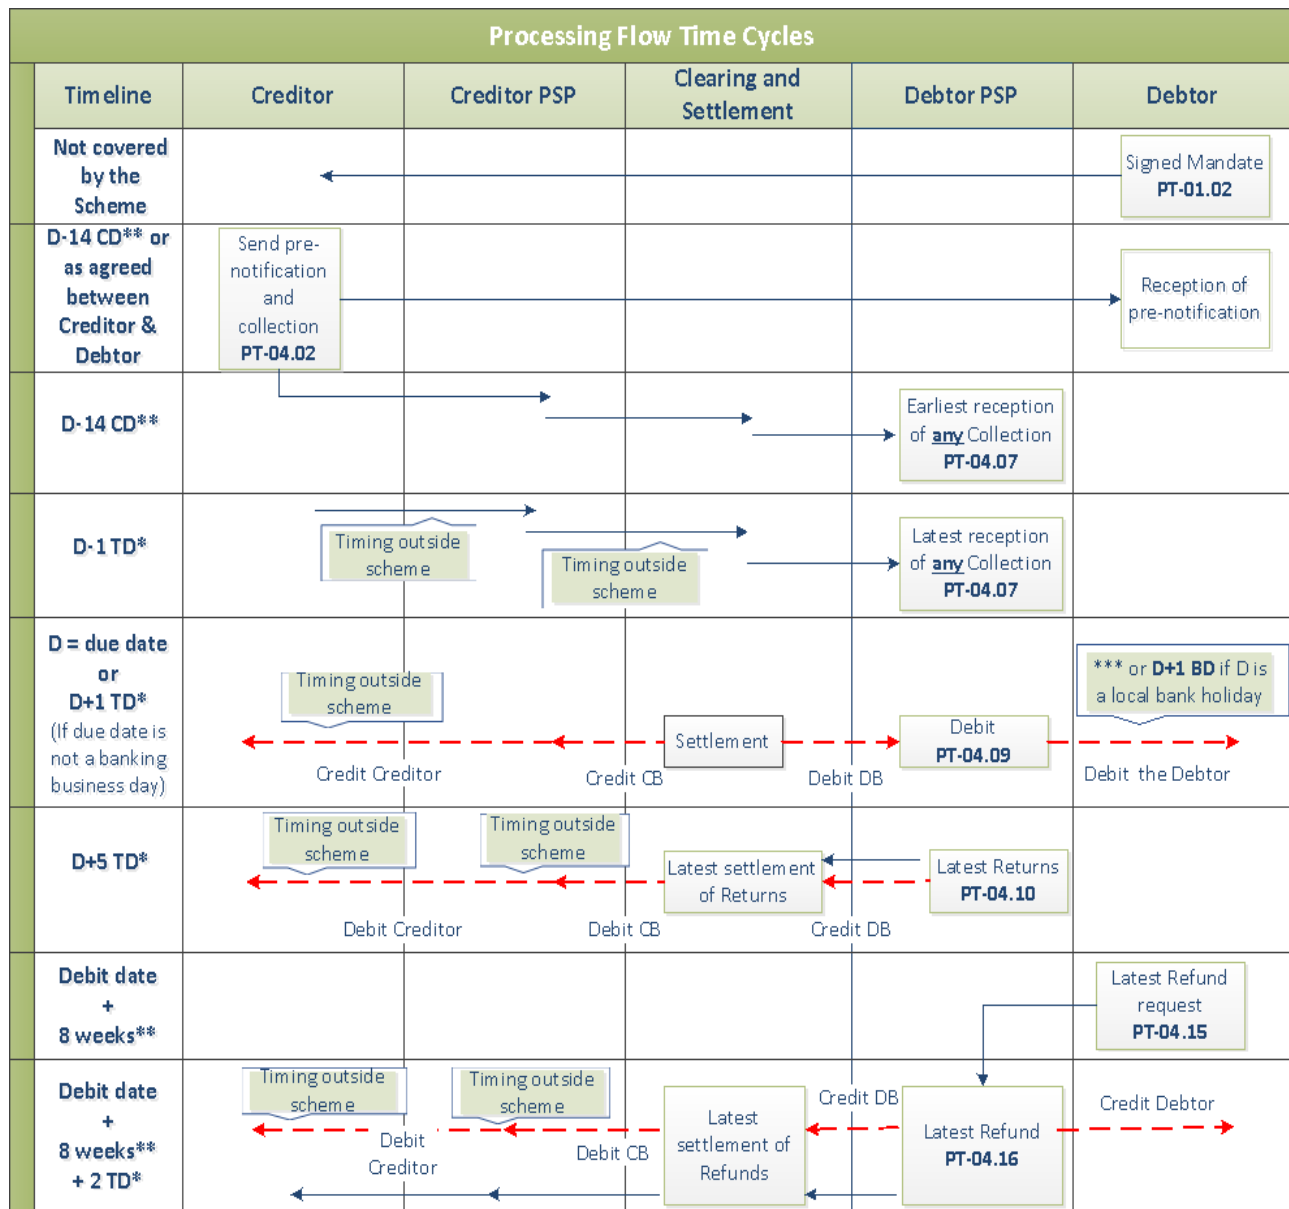 Processing Flow Time Cycles
Timeline
Creditor
Creditor PSP
Clearing and
Settlement
Debtor PSP
Debtor
Not covered
by the
Scheme
Signed Mandate
PT-01.02
D-14 CD** or
as agreed
between
Creditor &
Debtor
Send pre-
notification
and
collection
PT-04.02
Reception of
pre-notification
D-14 CD**
Earliest reception
of any Collection
PT-04.07
D-1 TD*
Timing outside
scheme
Timing outside
scheme
Latest reception
of any Collection
PT-04.07
D = due date
or
D+1 TD*
(If due date is
not a banking
business day)
Timing outside
scheme
Credit Creditor
Credit CB
Settlement
Debit DB
Debit
PT-04.09
*** or D+1 BD if D is
a local bank holiday
Debit the Debtor
D+5 TD*
Timing outside
scheme
Timing outside
scheme
Debit Creditor
Debit CB
Latest settlement
of Returns
Credit DB
Latest Returns
PT-04.10
Debit date
+
8 weeks**
Latest Refund
request
PT-04.15
Debit date
+
8 weeks**
+ 2 TD*
Timing outside
scheme
Timing outside
scheme
Debit
Creditor
Debit CB
Latest
settlement of
Refunds
Credit DB
Latest Refund
PT-04.16
Credit Debtor